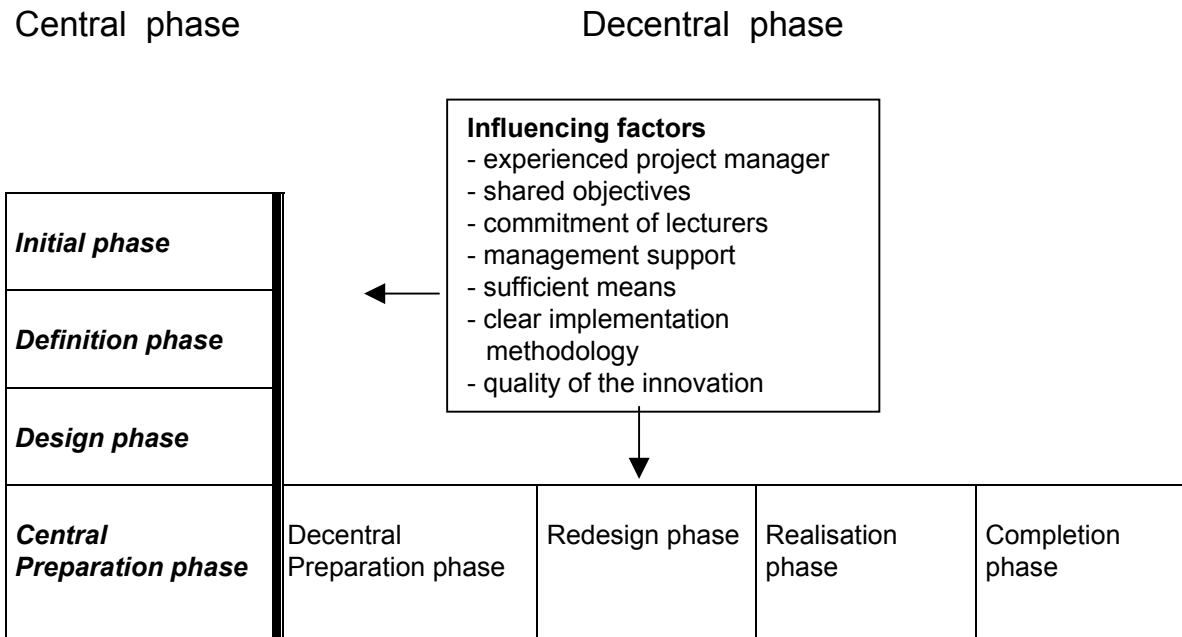 Central phase
Decentral phase
Influencing factors
- experienced project manager
- shared objectives
- commitment of lecturers
- management support
- sufficient means
- clear implementation
methodology
- quality of the innovation
Initial phase
Definition phase
Design phase
Central
Preparation phase
Decentral
Preparation phase
Redesign phase
Realisation
phase
Completion
phase